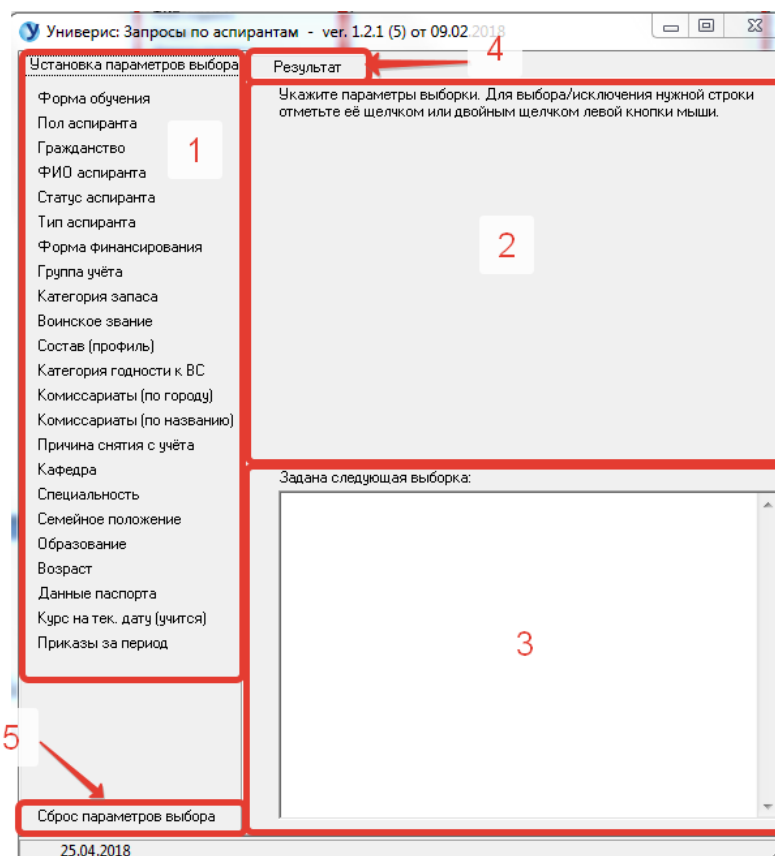 Универис: Запросы по аспирантам - ver. 1.2.1 (5) от 09.02.2018
4
Установка параметров выбора
Результат
Укажите параметры выборки. Для выбора/исключения нужной строки
отметьте её щелчком или двойным щелчком левой кнопки мыши.
Форма обучения
Пол аспиранта
1
Гражданство
ФИО аспиранта
Статус аспиранта
Тип аспиранта
Форма финансирования
2
Группа учёта
Категория запаса
Воинское звание
Состав (профиль)
Категория годности к ВС
Комиссариаты (по городу)
Комиссариаты (по названию)
Причина снятия с учёта
Кафедра
Специальность
Семейное положение
Образование
Возраст
Данные паспорта
Курс на тек. дату (учится)
Приказы за период
Задана следующая выборка:
3
5
Сброс параметров выбора
25.04.2018